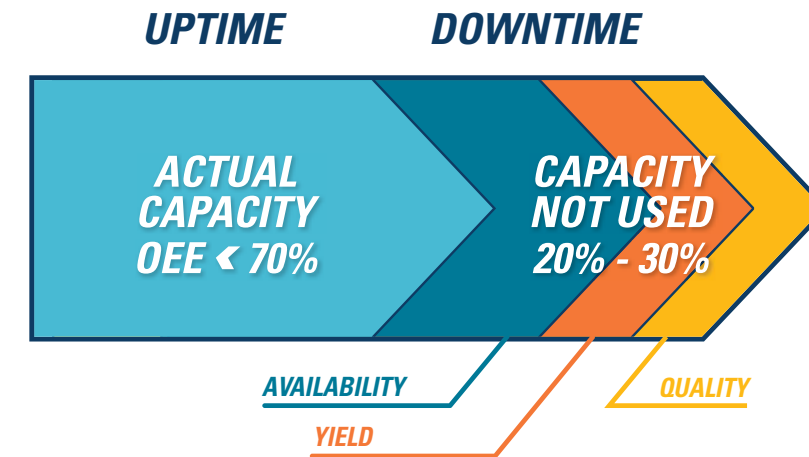 UPTIME
DOWNTIME
ACTUAL
CAPACITY
OEE < 70%
CAPACITY
NOT USED
20% - 30%
AVAILABILITY
QUALITY
YIELD